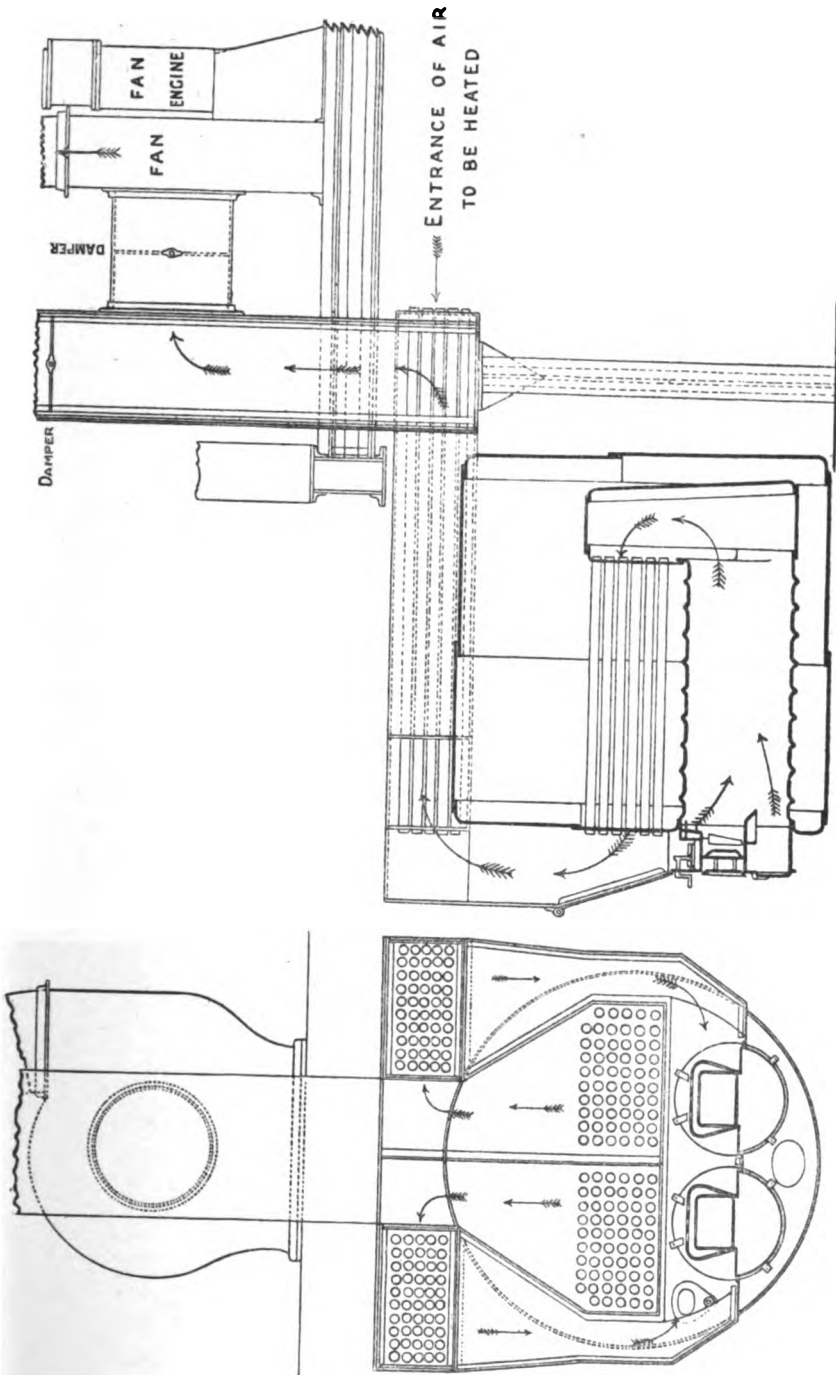 FAN
ENGINE
FAN
DAMPER
DAMPER
ENTRANCE OF AIR
TO BE HEATED